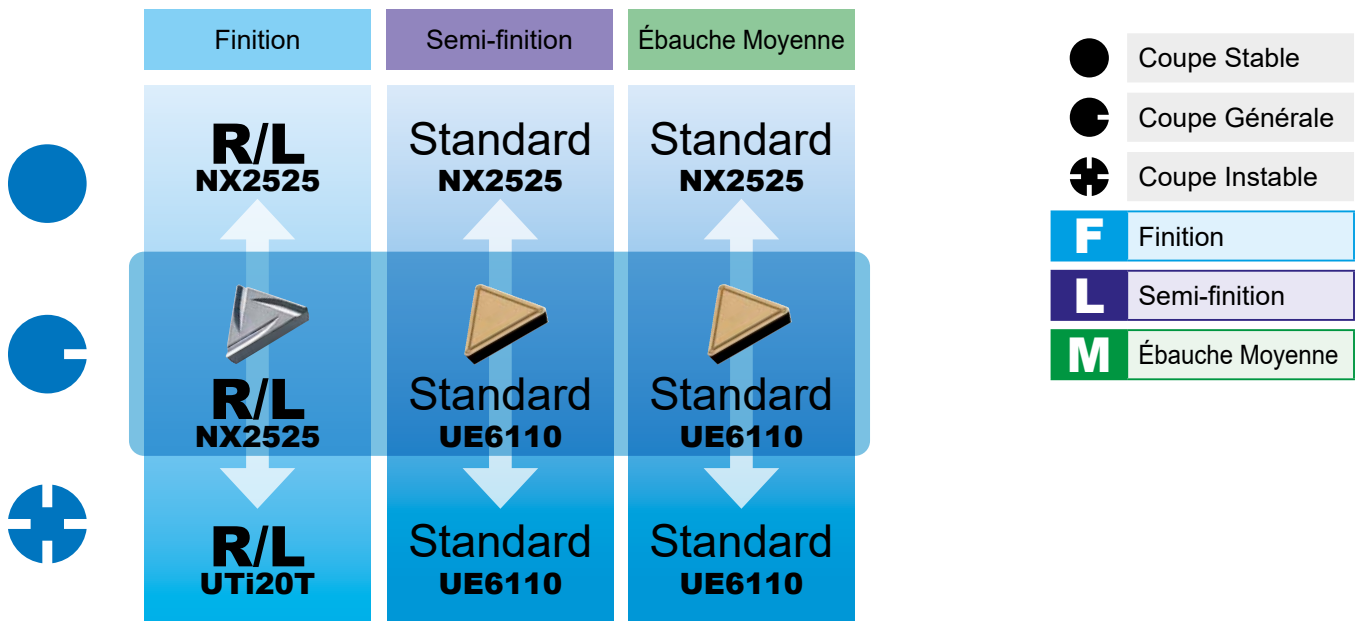 Finition
Semi-finition
Ébauche Moyenne
R/L
NX2525
Standard
NX2525
Standard
NX2525
R/L
NX2525
Standard
UE6110
Standard
UE6110
R/L
UTi20T
Standard
UE6110
Standard
UE6110
Coupe Stable
Coupe Générale
Coupe Instable
F Finition
L Semi-finition
M Ébauche Moyenne